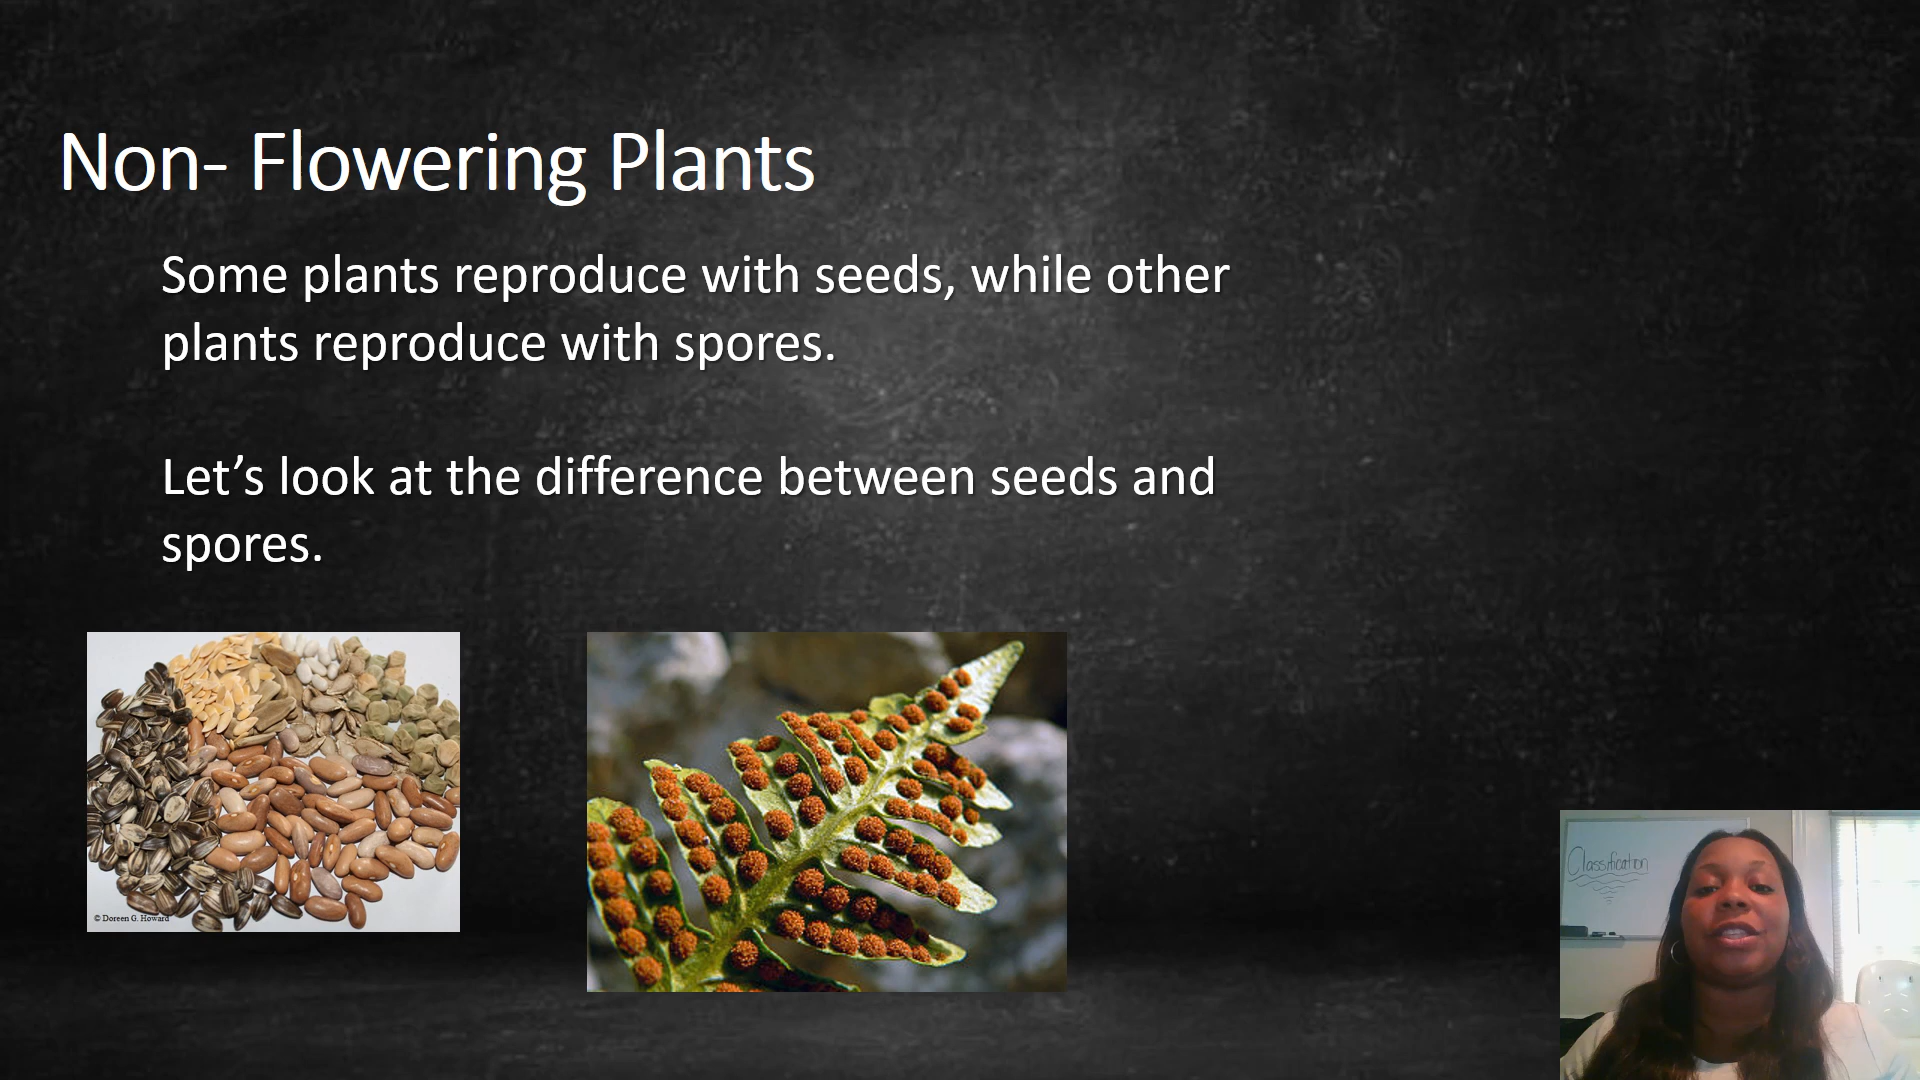 Non- Flowering Plants
Some plants reproduce with seeds, while other
plants reproduce with spores.
Let’s look at the difference between seeds and
spores.
© Doreen G. Howard
Classification